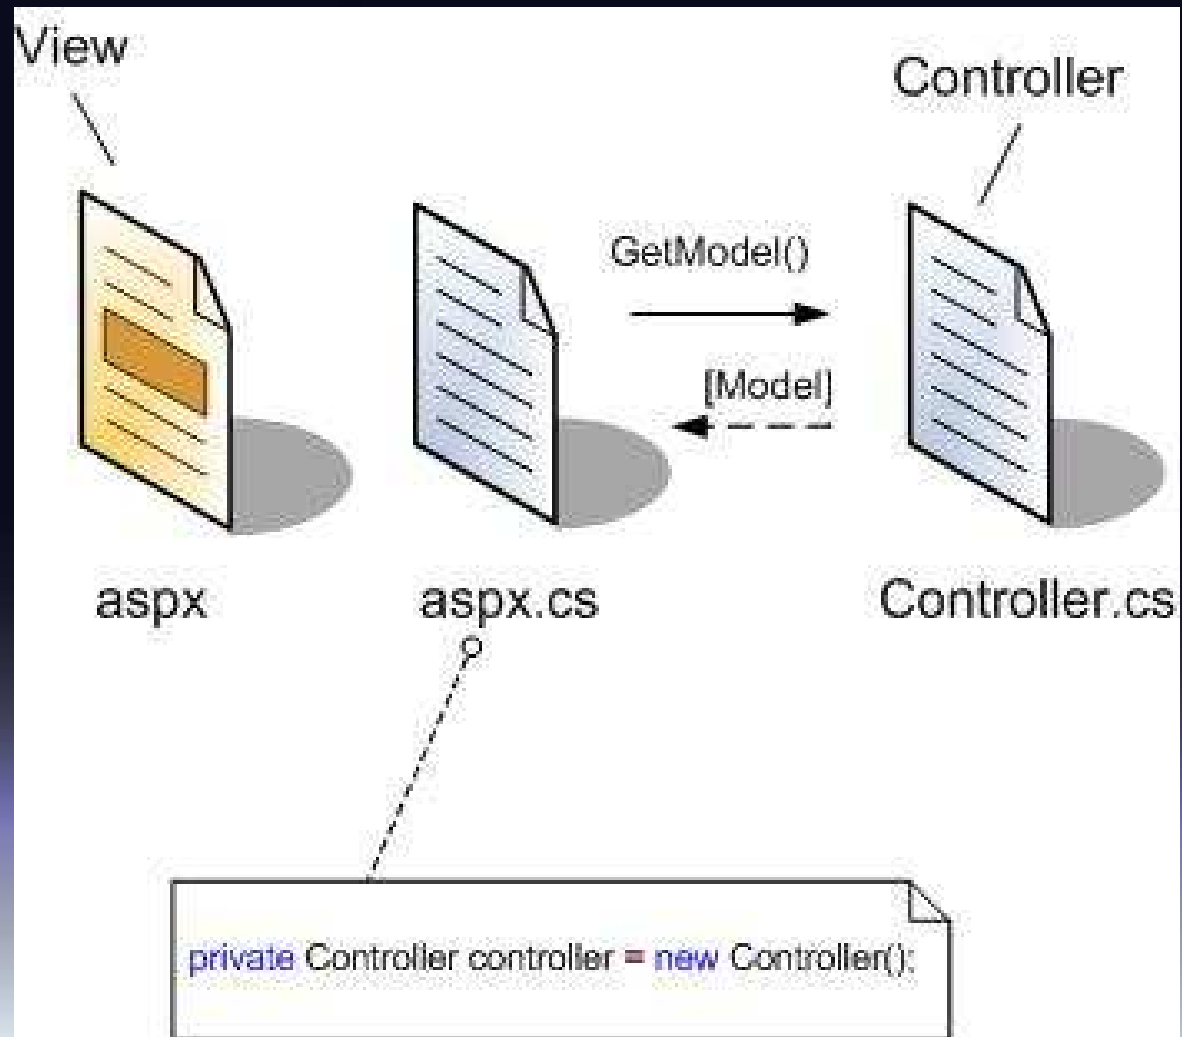 View
Controller
GetModel()
[Model]
aspx
aspx.cs
Controller.cs
private Controller controller = new Controller();